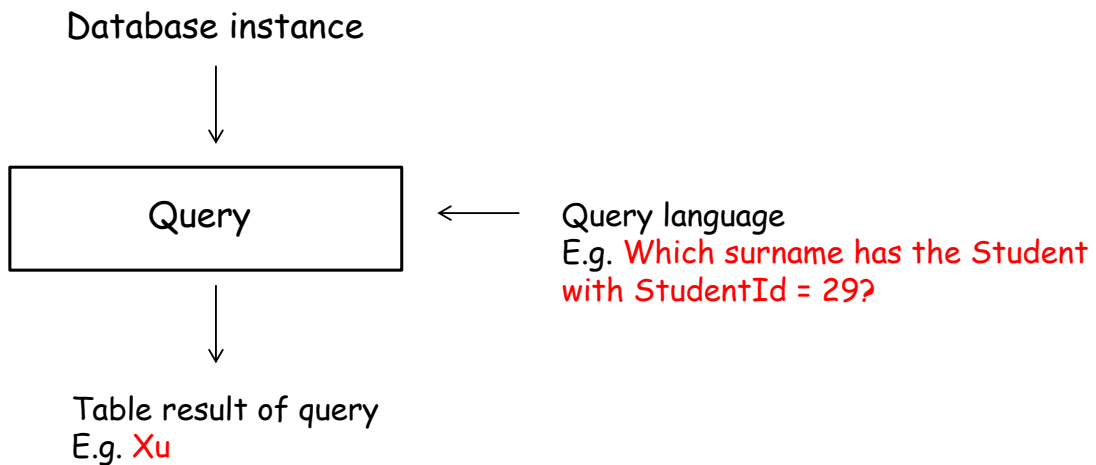 Database instance
Query
Query language
E.g. Which surname has the Student
with StudentId = 29?
Table result of query
E.g. Xu